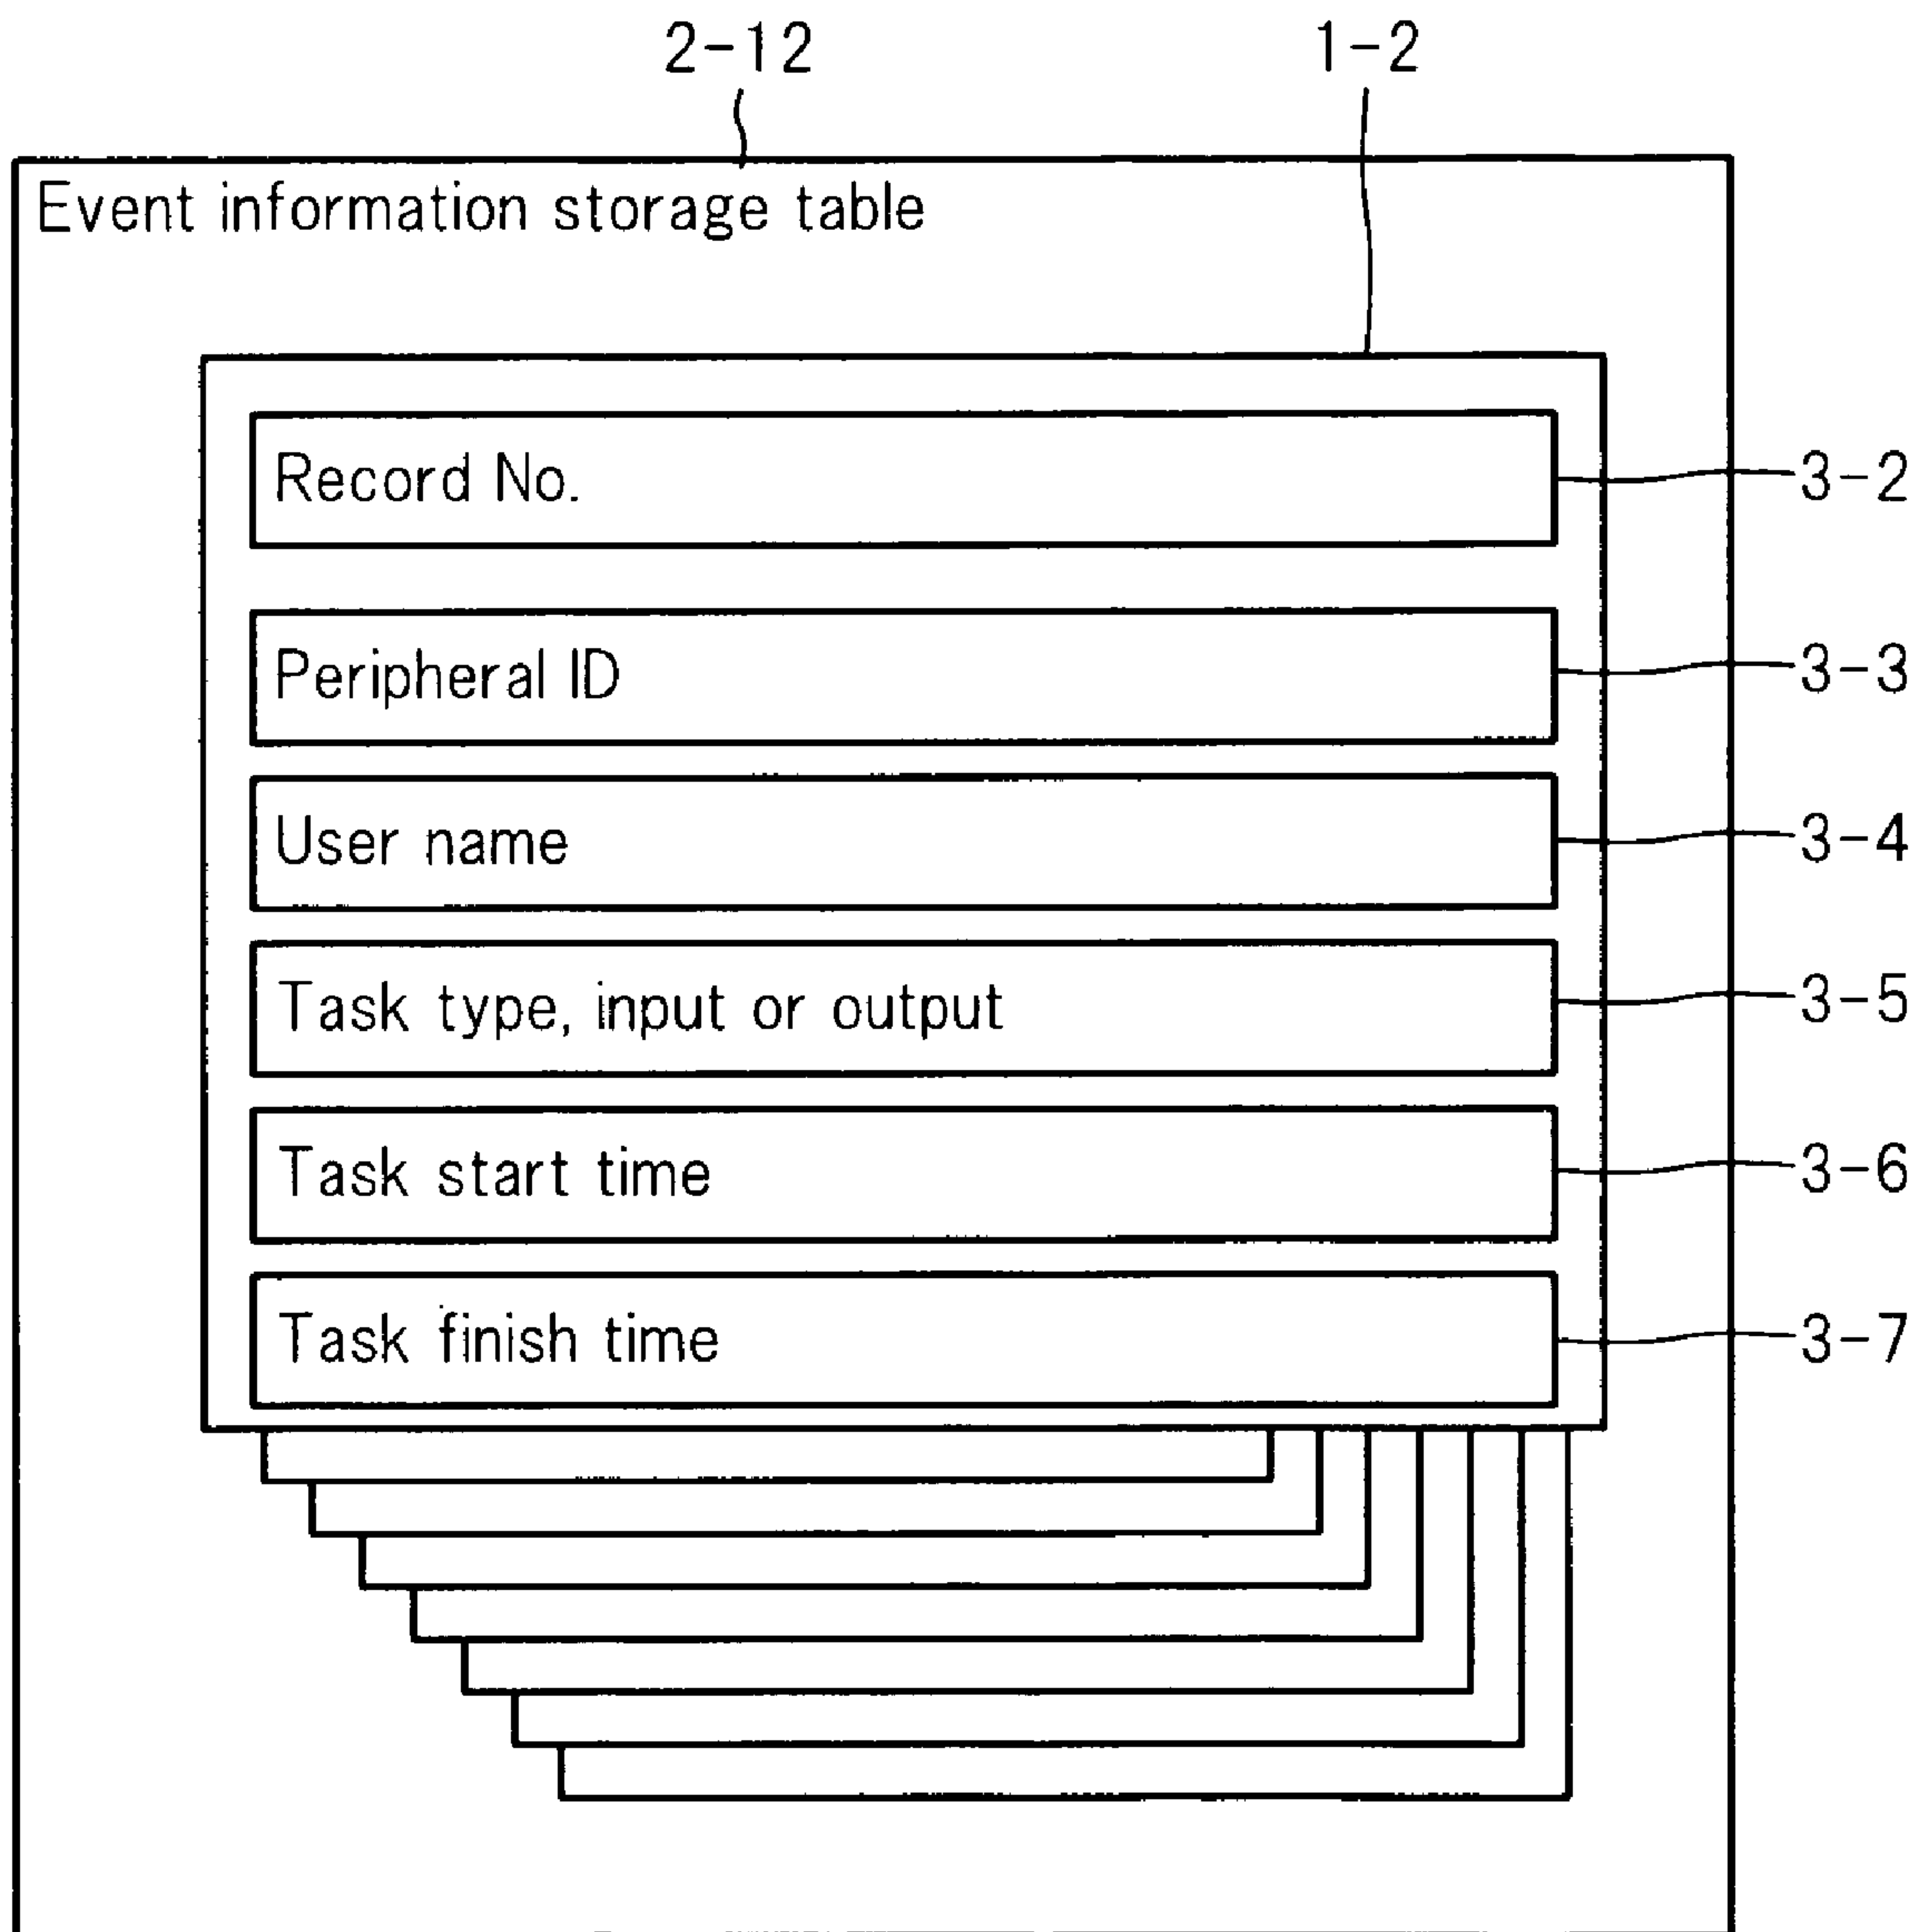 2-12 1-2
Event information storage table
Record No. 3-2
Peripheral ID 3-3
User name 3-4
Task type, input or output 3-5
Task start time 3-6
Task finish time 3-7